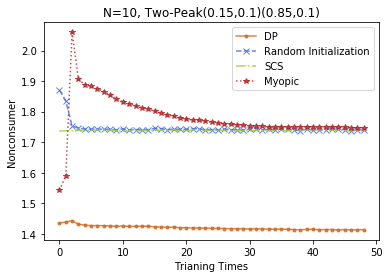 N=10, Two-Peak(0.15,0.1)(0.85,0.1)
DP
Random Initialization
SCS
Myopic
Nonconsumer
2.0
1.9
1.8
1.7
1.6
1.5
1.4
0
10
20
30
40
50
Trianing Times